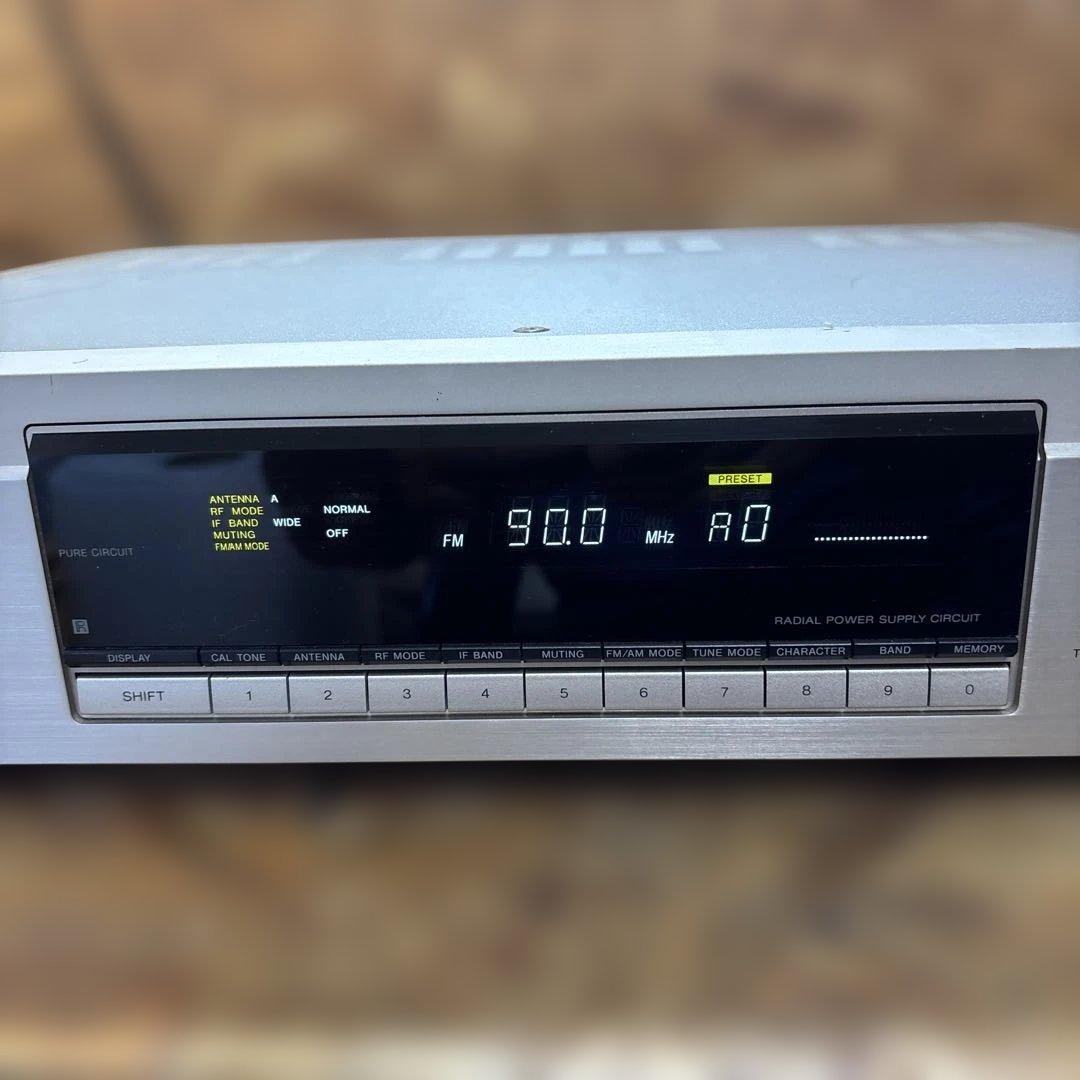 PRESET
ANTENNA A
RF MODE NORMAL
IF BAND WIDE
MUTING OFF
FM/AM MODE
FM 90.0 MHz A0
PURE CIRCUIT
R
RADIAL POWER SUPPLY CIRCUIT
DISPLAY CAL TONE ANTENNA RF MODE IF BAND MUTING FM/AM MODE TUNE MODE CHARACTER BAND MEMORY
SHIFT 1 2 3 4 5 6 7 8 9 0